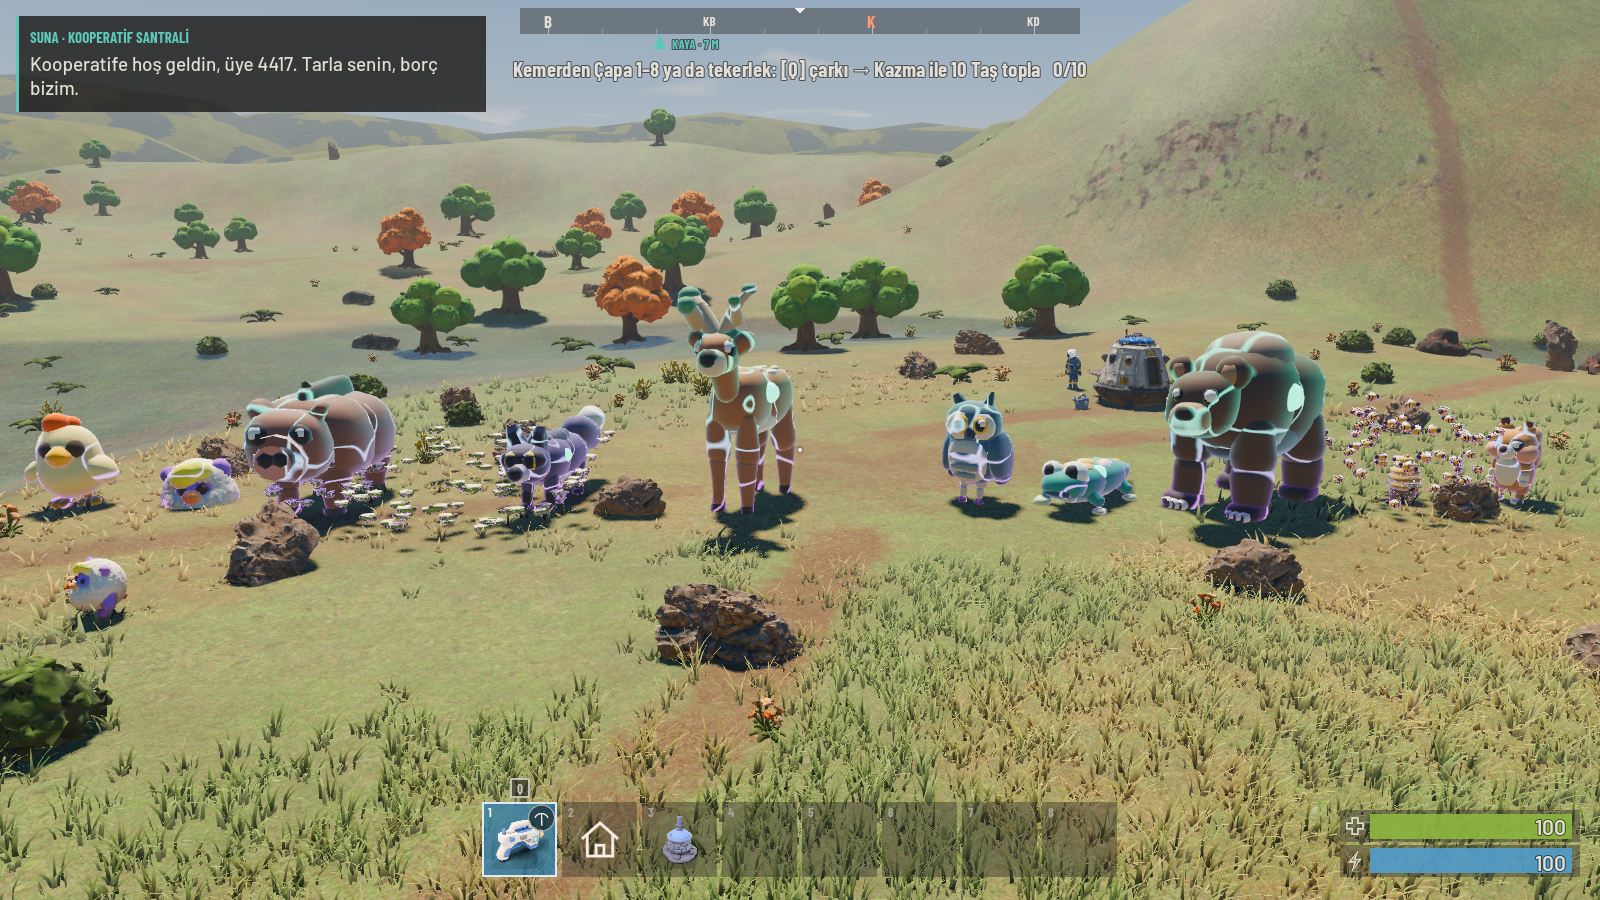 SUNA · KOOPERATİF SANTRALİ
Kooperatife hoş geldin, üye 4417. Tarla senin, borç
bizim.
B
KB
K
KD
KAYA · 7 M
Kemerden Çapa 1-8 ya da tekerlek: [Q] çarkı → Kazma ile 10 Taş topla 0/10
Q
1
2
3
4
5
6
7
8
100
100